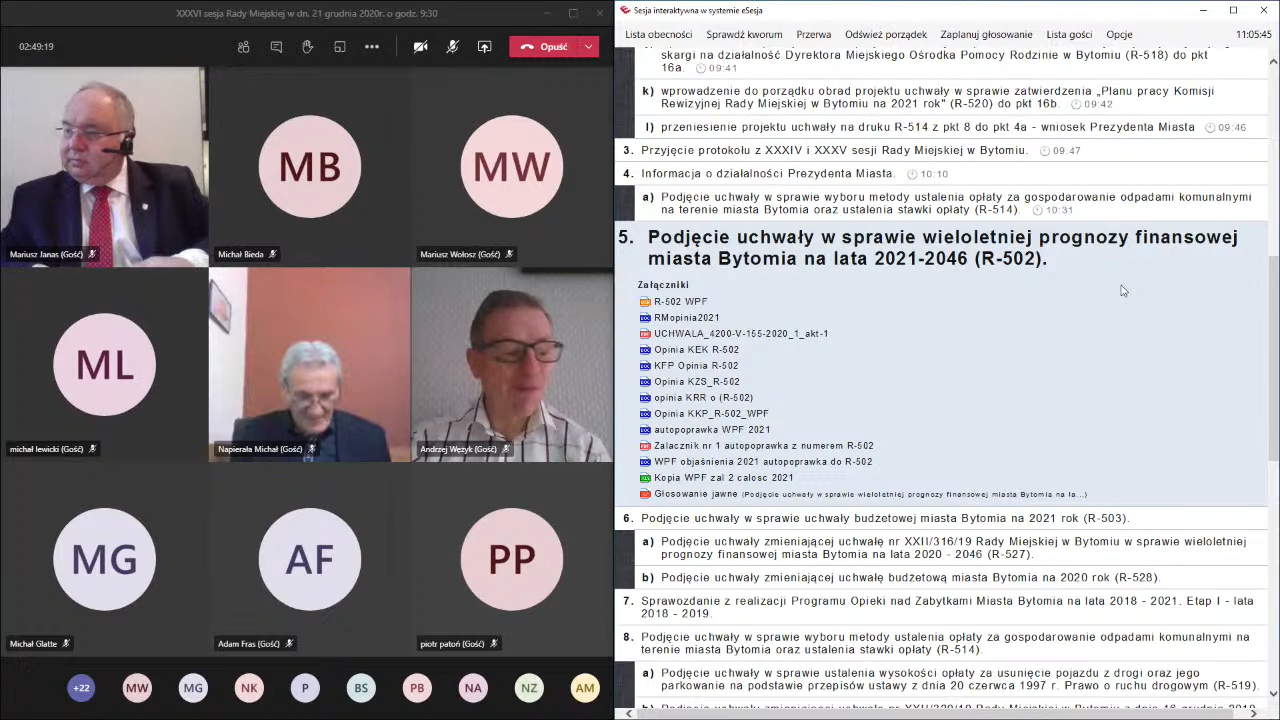 XXXVI sesja Rady Miejskiej w dn. 21 grudnia 2020r. o godz. 9:30
02:49:19
Opuść
Mariusz Janas (Gość)
MB
Michał Bieda
MW
Mariusz Wołosz (Gość)
ML
michał lewicki (Gość)
Napierała Michał (Gość)
Andrzej Wężyk (Gość)
MG
Michał Glatte
AF
Adam Fras (Gość)
PP
piotr patoń (Gość)
+22 MW MG NK P BS PB NA NZ AM
Sesja interaktywna w systemie eSesja.
Lista obecności Sprawdź kworum Przerwa Odśwież porządek Zaplanuj głosowanie Lista gości Opcje 11:05:45
skargi na działalność Dyrektora Miejskiego Ośrodka Pomocy Rodzinie w Bytomiu (R-518) do pkt
16a. 09:41
k) wprowadzenie do porządku obrad projektu uchwały w sprawie zatwierdzenia „Planu pracy Komisji
Rewizyjnej Rady Miejskiej w Bytomiu na 2021 rok" (R-520) do pkt 16b. 09:42
l) przeniesienie projektu uchwały na druku R-514 z pkt 8 do pkt 4a - wniosek Prezydenta Miasta 09:46
3. Przyjęcie protokołu z XXXIV i XXXV sesji Rady Miejskiej w Bytomiu. 09:47
4. Informacja o działalności Prezydenta Miasta. 10:10
a) Podjęcie uchwały w sprawie wyboru metody ustalenia opłaty za gospodarowanie odpadami komunalnymi
na terenie miasta Bytomia oraz ustalenia stawki opłaty (R-514). 10:31
5. Podjęcie uchwały w sprawie wieloletniej prognozy finansowej
miasta Bytomia na lata 2021-2046 (R-502).
Załączniki
R-502 WPF
RMopinia2021
UCHWALA_4200-V-155-2020_1_akt-1
Opinia KEK R-502
KFP Opinia R-502
Opinia KZS_R-502
opinia KRR o (R-502)
Opinia KKP_R-502_WPF
autopoprawka WPF 2021
Zalacznik nr 1 autopoprawka z numerem R-502
WPF objaśnienia 2021 autopoprawka do R-502
Kopia WPF zal 2 calosc 2021
Głosowanie jawne (Podjęcie uchwały w sprawie wieloletniej prognozy finansowej miasta Bytomia na la...)
6. Podjęcie uchwały w sprawie uchwały budżetowej miasta Bytomia na 2021 rok (R-503).
a) Podjęcie uchwały zmieniającej uchwałę nr XXII/316/19 Rady Miejskiej w Bytomiu w sprawie wieloletniej
prognozy finansowej miasta Bytomia na lata 2020 - 2046 (R-527).
b) Podjęcie uchwały zmieniającej uchwałę budżetową miasta Bytomia na 2020 rok (R-528).
7. Sprawozdanie z realizacji Programu Opieki nad Zabytkami Miasta Bytomia na lata 2018 - 2021. Etap I - lata
2018 - 2019.
8. Podjęcie uchwały w sprawie wyboru metody ustalenia opłaty za gospodarowanie odpadami komunalnymi na
terenie miasta Bytomia oraz ustalenia stawki opłaty (R-514).
a) Podjęcie uchwały w sprawie ustalenia wysokości opłaty za usunięcie pojazdu z drogi oraz jego
parkowanie na podstawie przepisów ustawy z dnia 20 czerwca 1997 r. Prawo o ruchu drogowym (R-519).